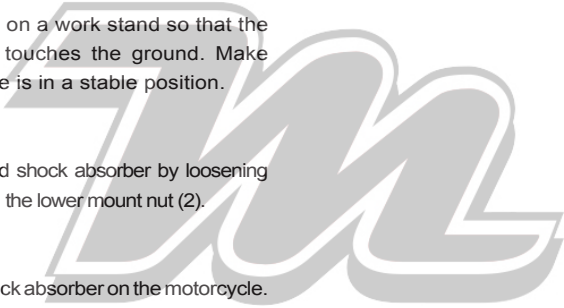 on a work stand so that the
touches the ground. Make
e is in a stable position.
d shock absorber by loosening
the lower mount nut (2).
ck absorber on the motorcycle.